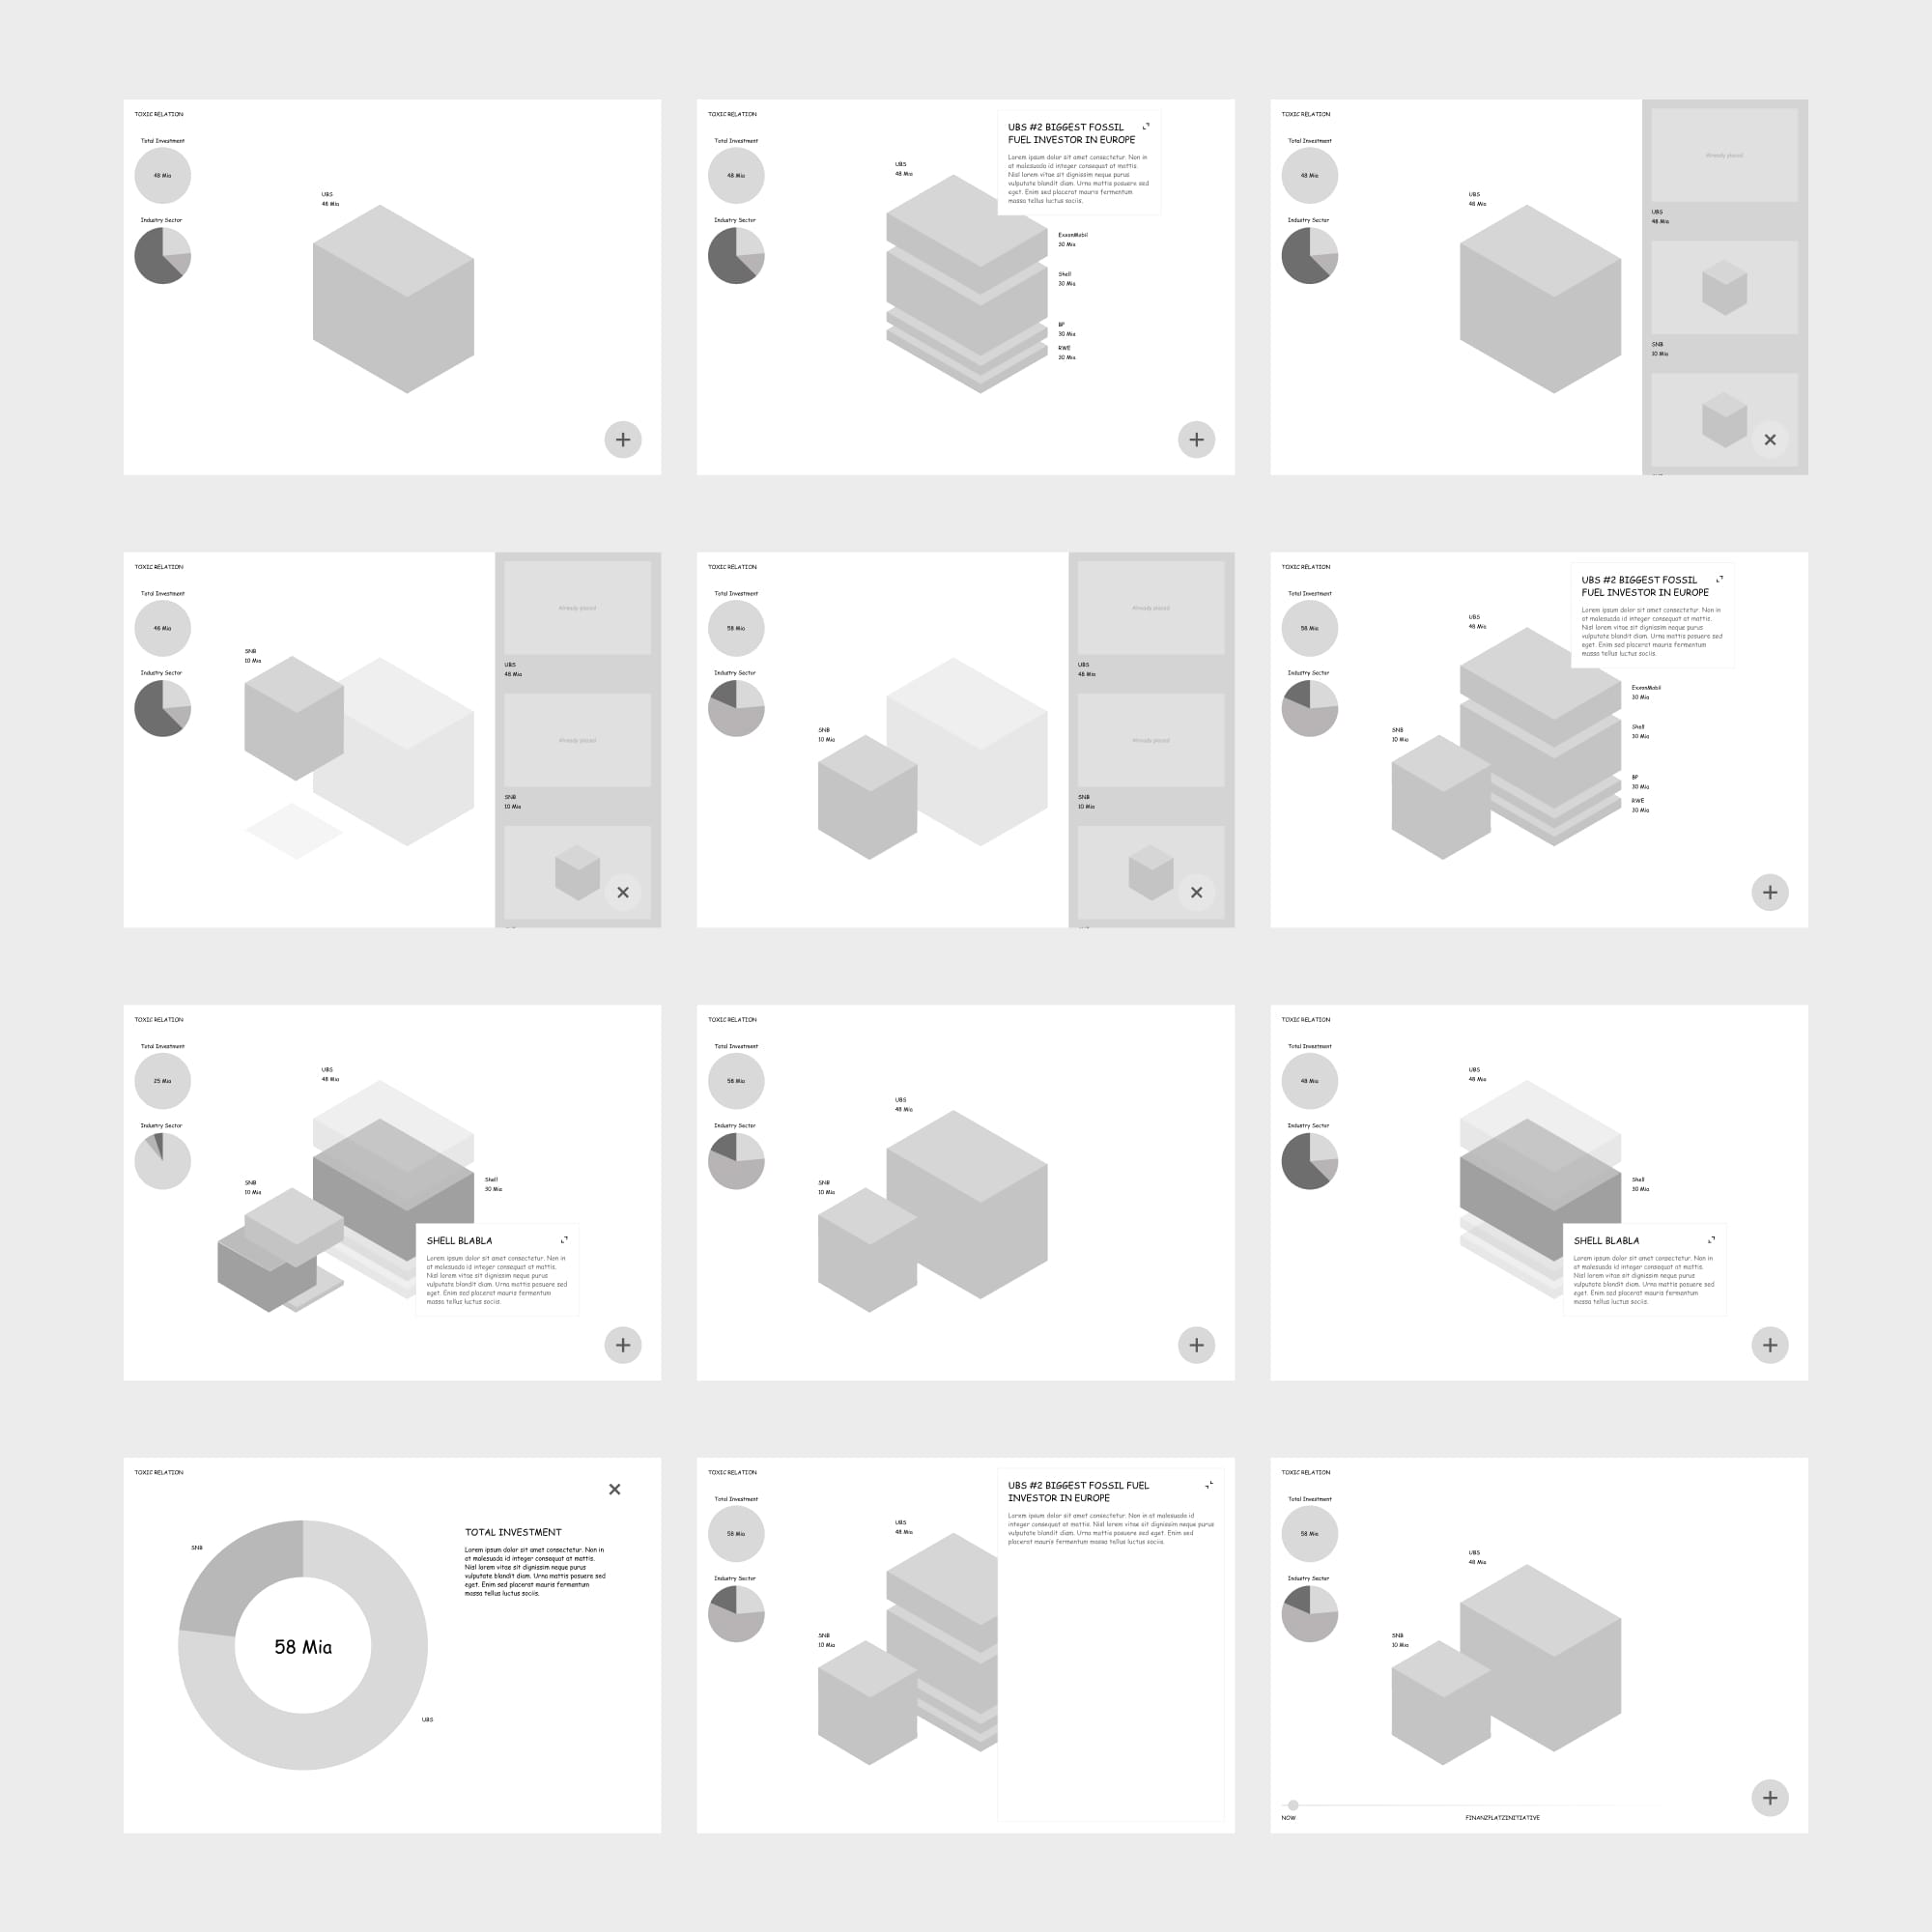 TOXIC RELATION
Total Investment
48 Mia
Industry Sector
UBS
48 Mia
TOXIC RELATION
Total Investment
48 Mia
Industry Sector
UBS
48 Mia
UBS #2 BIGGEST FOSSIL
FUEL INVESTOR IN EUROPE
Lorem ipsum dolor sit amet consectetur. Non in
at malesuada id integer consequat at mattis.
Nisl lorem vitae sit dignissim neque purus
vulputate blandit diam. Urna mattis posuere sed
eget. Enim sed placerat mauris fermentum
massa tellus luctus sociis.
ExxonMobil
30 Mia
Shell
30 Mia
BP
30 Mia
RWE
30 Mia
TOXIC RELATION
Total Investment
48 Mia
Industry Sector
UBS
48 Mia
Already placed
UBS
48 Mia
SNB
10 Mia
TOXIC RELATION
Total Investment
48 Mia
Industry Sector
SNB
10 Mia
Already placed
UBS
48 Mia
Already placed
SNB
10 Mia
TOXIC RELATION
Total Investment
58 Mia
Industry Sector
SNB
10 Mia
Already placed
UBS
48 Mia
Already placed
SNB
10 Mia
TOXIC RELATION
Total Investment
58 Mia
Industry Sector
UBS
48 Mia
SNB
10 Mia
UBS #2 BIGGEST FOSSIL
FUEL INVESTOR IN EUROPE
Lorem ipsum dolor sit amet consectetur. Non in
at malesuada id integer consequat at mattis.
Nisl lorem vitae sit dignissim neque purus
vulputate blandit diam. Urna mattis posuere sed
eget. Enim sed placerat mauris fermentum
massa tellus luctus sociis.
ExxonMobil
30 Mia
Shell
30 Mia
BP
30 Mia
RWE
30 Mia
TOXIC RELATION
Total Investment
25 Mia
Industry Sector
UBS
48 Mia
SNB
10 Mia
Shell
30 Mia
SHELL BLABLA
Lorem ipsum dolor sit amet consectetur. Non in
at malesuada id integer consequat at mattis.
Nisl lorem vitae sit dignissim neque purus
vulputate blandit diam. Urna mattis posuere sed
eget. Enim sed placerat mauris fermentum
massa tellus luctus sociis.
TOXIC RELATION
Total Investment
58 Mia
Industry Sector
UBS
48 Mia
SNB
10 Mia
TOXIC RELATION
Total Investment
48 Mia
Industry Sector
UBS
48 Mia
Shell
30 Mia
SHELL BLABLA
Lorem ipsum dolor sit amet consectetur. Non in
at malesuada id integer consequat at mattis.
Nisl lorem vitae sit dignissim neque purus
vulputate blandit diam. Urna mattis posuere sed
eget. Enim sed placerat mauris fermentum
massa tellus luctus sociis.
TOXIC RELATION
SNB
58 Mia
UBS
TOTAL INVESTMENT
Lorem ipsum dolor sit amet consectetur. Non in
at malesuada id integer consequat at mattis.
Nisl lorem vitae sit dignissim neque purus
vulputate blandit diam. Urna mattis posuere sed
eget. Enim sed placerat mauris fermentum
massa tellus luctus sociis.
TOXIC RELATION
Total Investment
58 Mia
Industry Sector
UBS
48 Mia
SNB
10 Mia
UBS #2 BIGGEST FOSSIL FUEL
INVESTOR IN EUROPE
Lorem ipsum dolor sit amet consectetur. Non in at malesuada id
integer consequat at mattis. Nisl lorem vitae sit dignissim neque purus
vulputate blandit diam. Urna mattis posuere sed eget. Enim sed
placerat mauris fermentum massa tellus luctus sociis.
TOXIC RELATION
Total Investment
58 Mia
Industry Sector
UBS
48 Mia
SNB
10 Mia
NOW
FINANZPLATZINITIATIVE